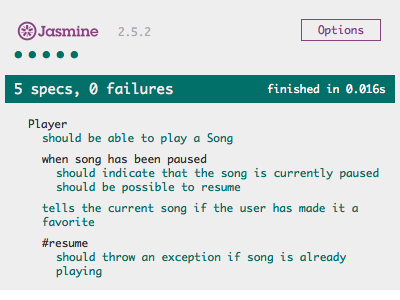 Jasmine 2.5.2 Options
5 specs, 0 failures finished in 0.016s
Player
should be able to play a Song
when song has been paused
should indicate that the song is currently paused
should be possible to resume
tells the current song if the user has made it a
favorite
#resume
should throw an exception if song is already
playing